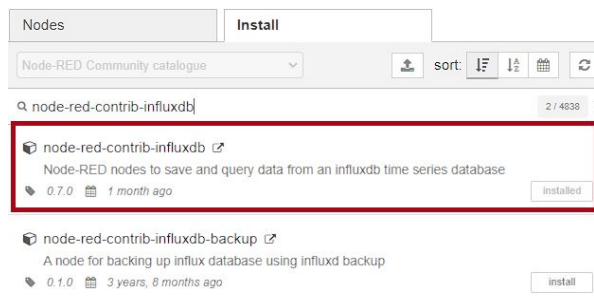 Nodes
Install
Node-RED Community catalogue
sort:
node-red-contrib-influxdb
2 / 4838
node-red-contrib-influxdb
Node-RED nodes to save and query data from an influxdb time series database
0.7.0 1 month ago
installed
node-red-contrib-influxdb-backup
A node for backing up influx database using influxd backup
0.1.0 3 years, 8 months ago
install